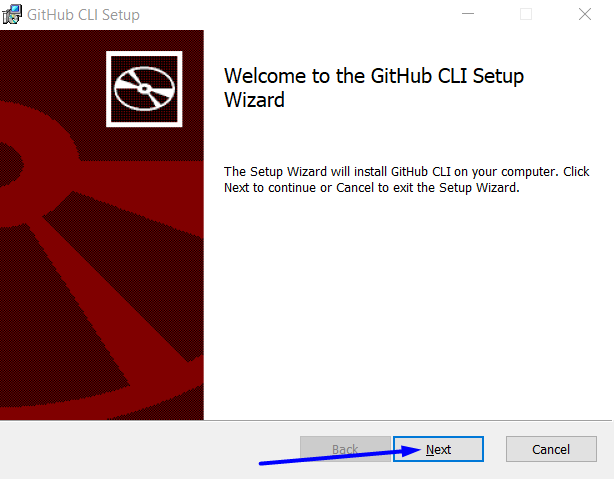 GitHub CLI Setup
Welcome to the GitHub CLI Setup
Wizard
The Setup Wizard will install GitHub CLI on your computer. Click
Next to continue or Cancel to exit the Setup Wizard.
Back Next Cancel